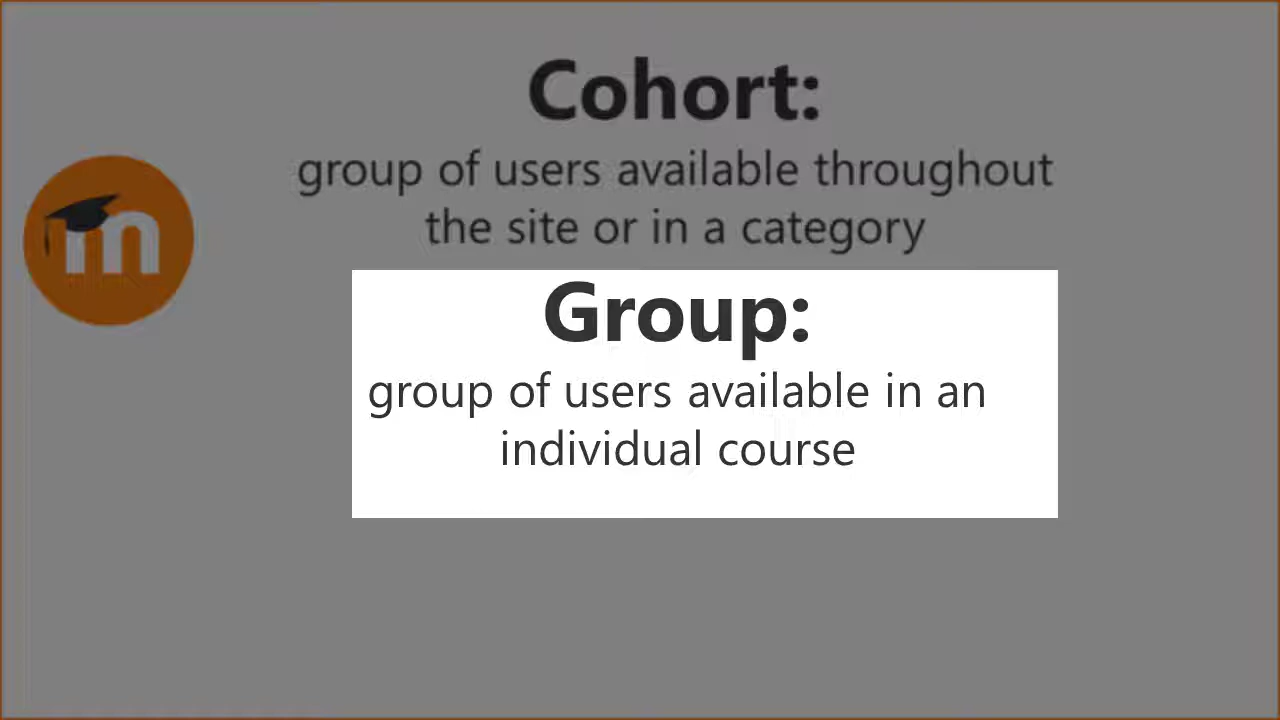 Cohort:
group of users available throughout
the site or in a category
Group:
group of users available in an
individual course